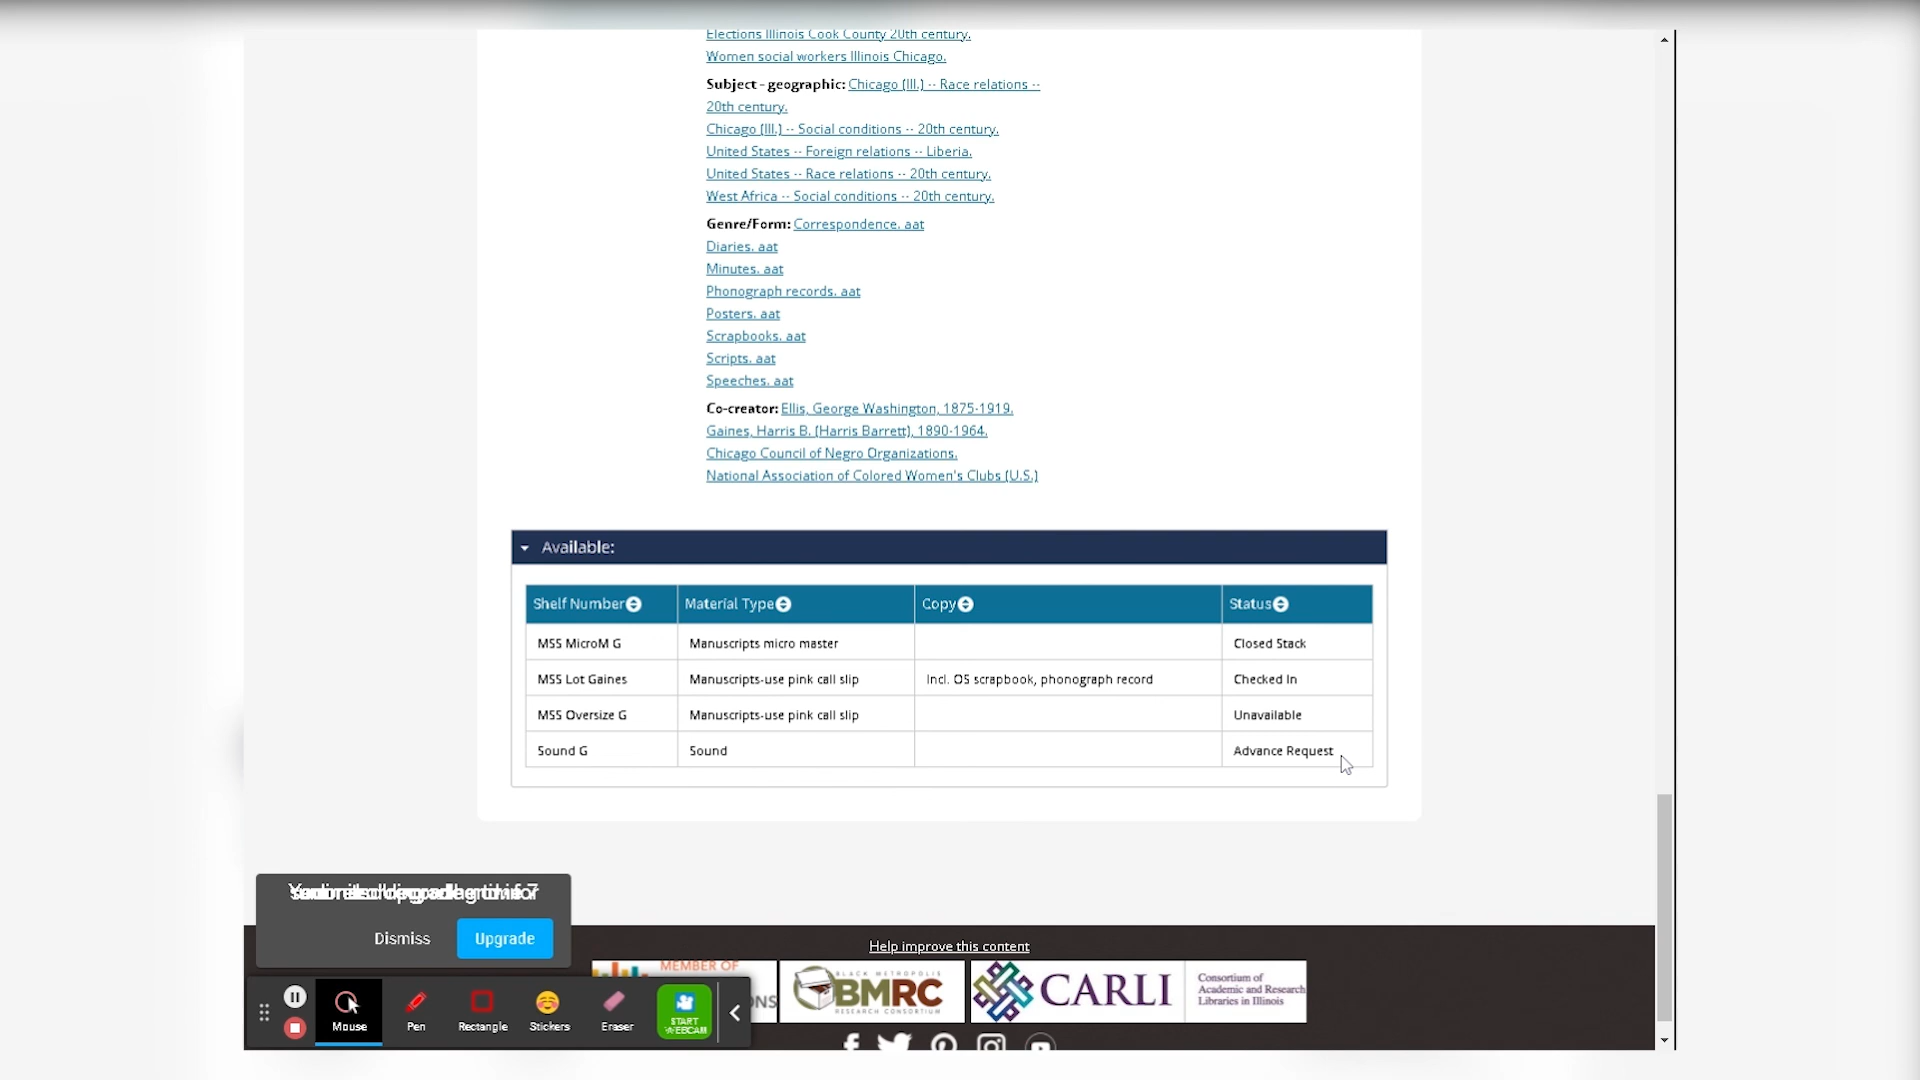 Elections Illinois Cook County 20th century.
Women social workers Illinois Chicago.
Subject - geographic: Chicago (Ill.) -- Race relations --
20th century.
Chicago (Ill.) -- Social conditions -- 20th century.
United States -- Foreign relations -- Liberia.
United States -- Race relations -- 20th century.
West Africa -- Social conditions -- 20th century.
Genre/Form: Correspondence. aat
Diaries. aat
Minutes. aat
Phonograph records. aat
Posters. aat
Scrapbooks. aat
Scripts. aat
Speeches. aat
Co-creator: Ellis, George Washington, 1875-1919.
Gaines, Harris B. (Harris Barrett), 1890-1964.
Chicago Council of Negro Organizations.
National Association of Colored Women's Clubs (U.S.)
Available:
Shelf Number Material Type Copy Status
MSS MicroM G Manuscripts micro master Closed Stack
MSS Lot Gaines Manuscripts-use pink call slip Incl. OS scrapbook, phonograph record Checked In
MSS Oversize G Manuscripts-use pink call slip Unavailable
Sound G Sound Advance Request
Dismiss Upgrade
Help improve this content
MEMBER OF
BLACK METROPOLIS
BMRC
RESEARCH CONSORTIUM
CARLI
Consortium of
Academic and Research
Libraries in Illinois
Mouse Pen Rectangle Stickers Eraser START WEBCAM